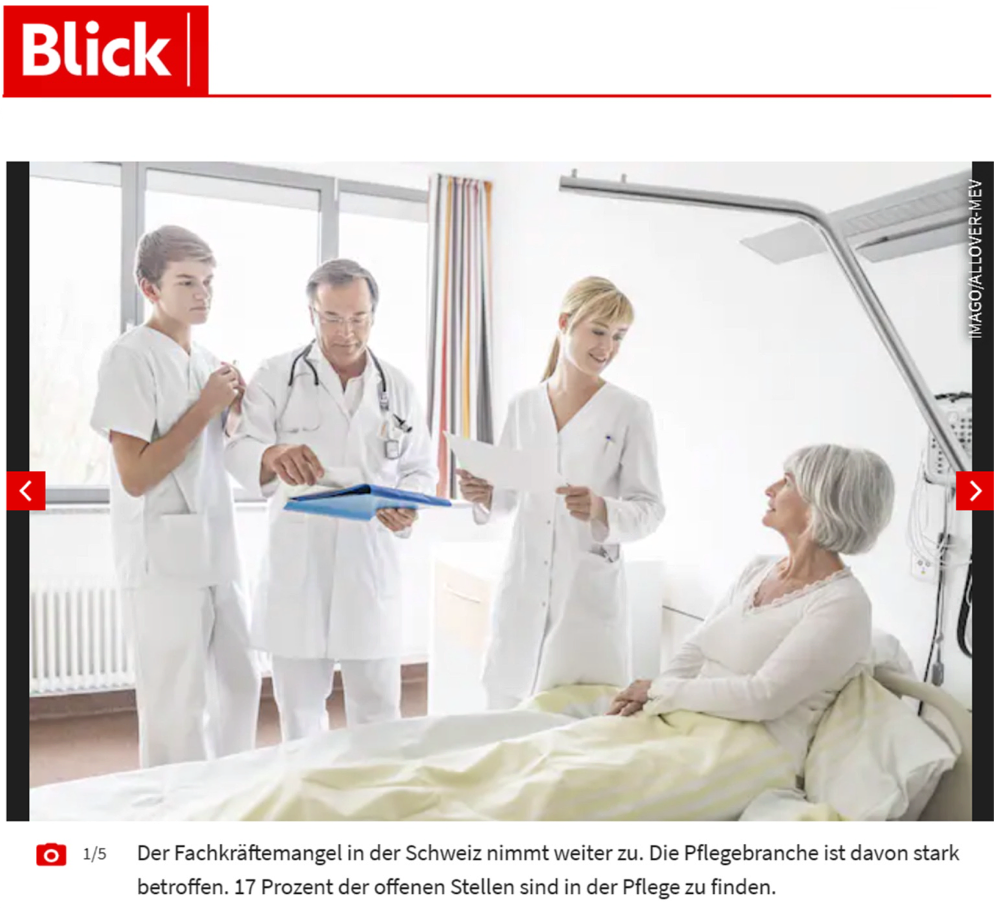 Blick
IMAGO/ALLOVER-MEV
1/5
Der Fachkräftemangel in der Schweiz nimmt weiter zu. Die Pflegebranche ist davon stark
betroffen. 17 Prozent der offenen Stellen sind in der Pflege zu finden.